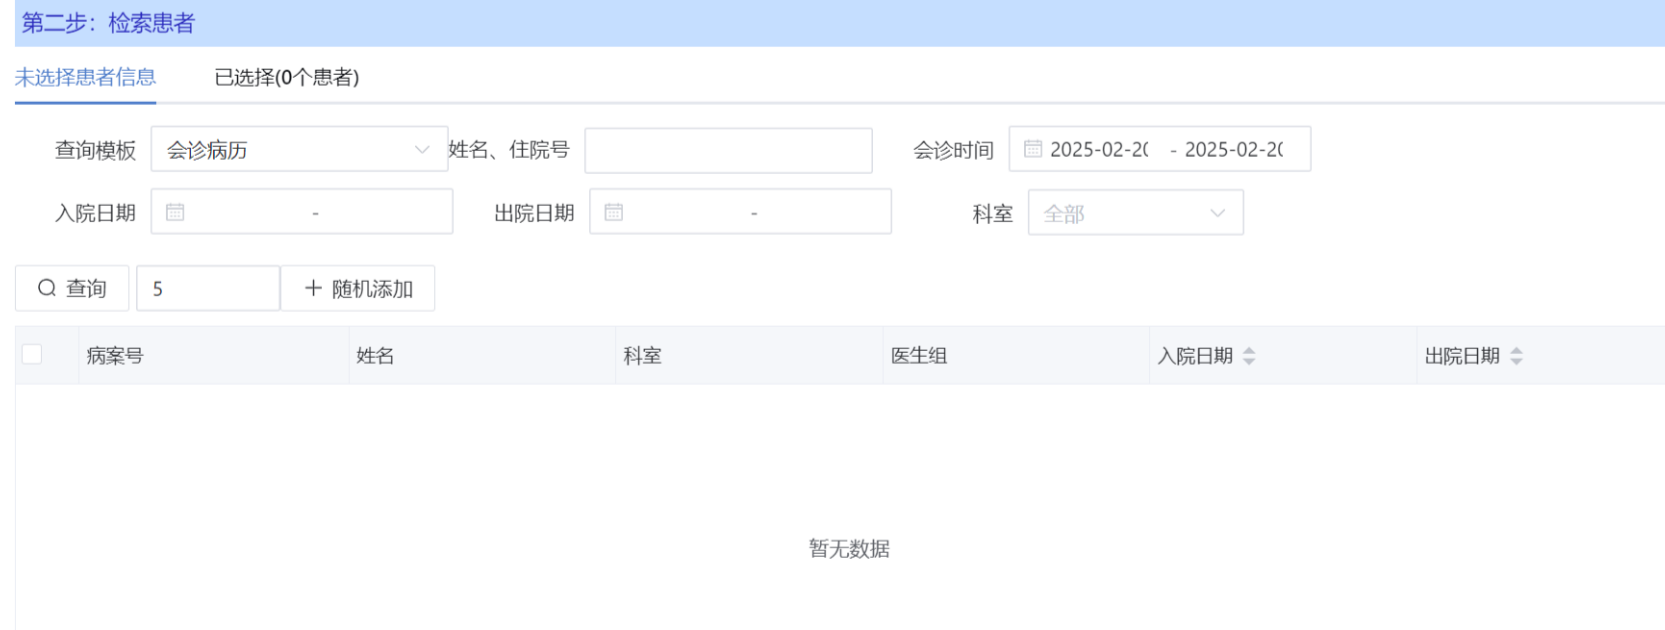 第二步：检索患者
未选择患者信息 已选择(0个患者)
查询模板 会诊病历 姓名、住院号 会诊时间 2025-02-20 - 2025-02-20
入院日期 - 出院日期 - 科室 全部
查询 5 + 随机添加
病案号 姓名 科室 医生组 入院日期 出院日期
暂无数据